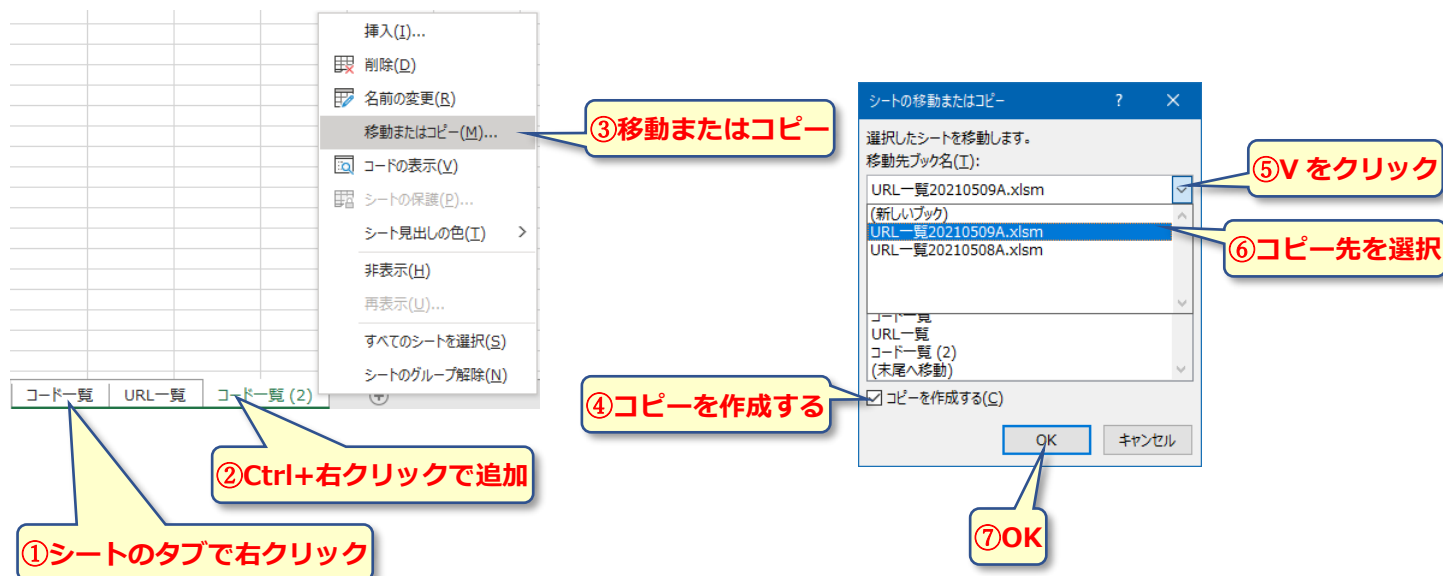 挿入(I)...
削除(D)
名前の変更(R)
移動またはコピー(M)...
コードの表示(V)
シートの保護(P)...
シート見出しの色(T) >
非表示(H)
再表示(U)...
すべてのシートを選択(S)
シートのグループ解除(N)
コード一覧 URL一覧 コード一覧 (2)
①シートのタブで右クリック
②Ctrl+右クリックで追加
③移動またはコピー
シートの移動またはコピー ? ×
選択したシートを移動します。
移動先ブック名(T):
URL一覧20210509A.xlsm
(新しいブック)
URL一覧20210509A.xlsm
URL一覧20210508A.xlsm
コード一覧
URL一覧
コード一覧 (2)
(末尾へ移動)
コピーを作成する(C)
OK キャンセル
④コピーを作成する
⑤V をクリック
⑥コピー先を選択
⑦OK